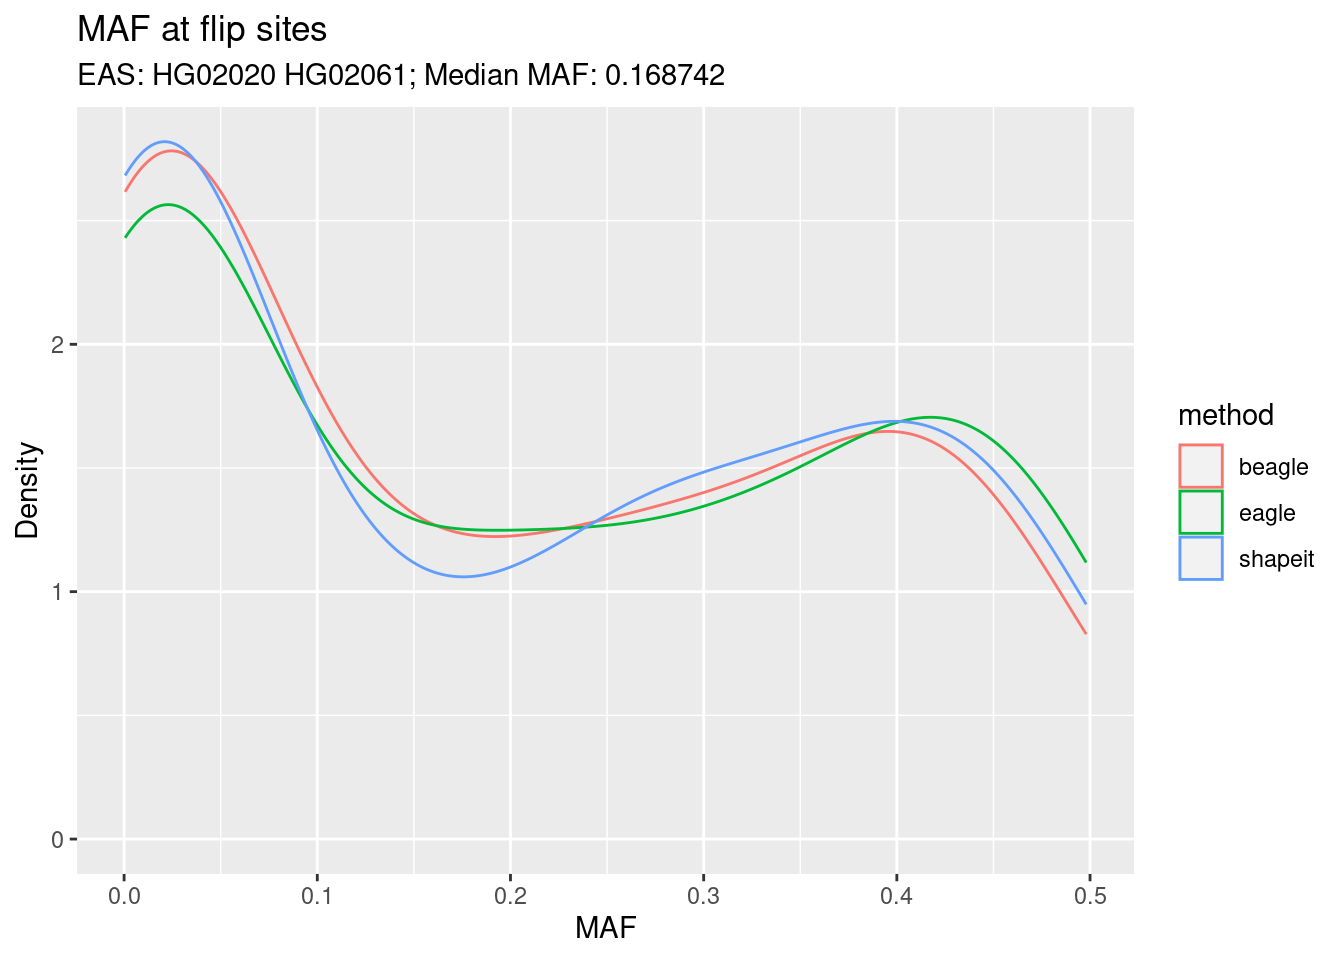 MAF at flip sites
EAS: HG02020 HG02061; Median MAF: 0.168742
Density
2
1
0
0.0 0.1 0.2 0.3 0.4 0.5
MAF
method
beagle
eagle
shapeit